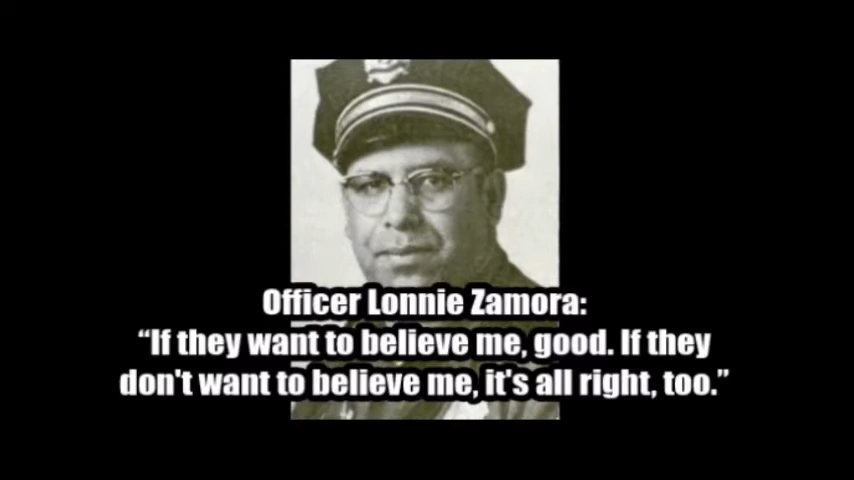 Officer Lonnie Zamora:
“If they want to believe me, good. If they
don't want to believe me, it's all right, too.”